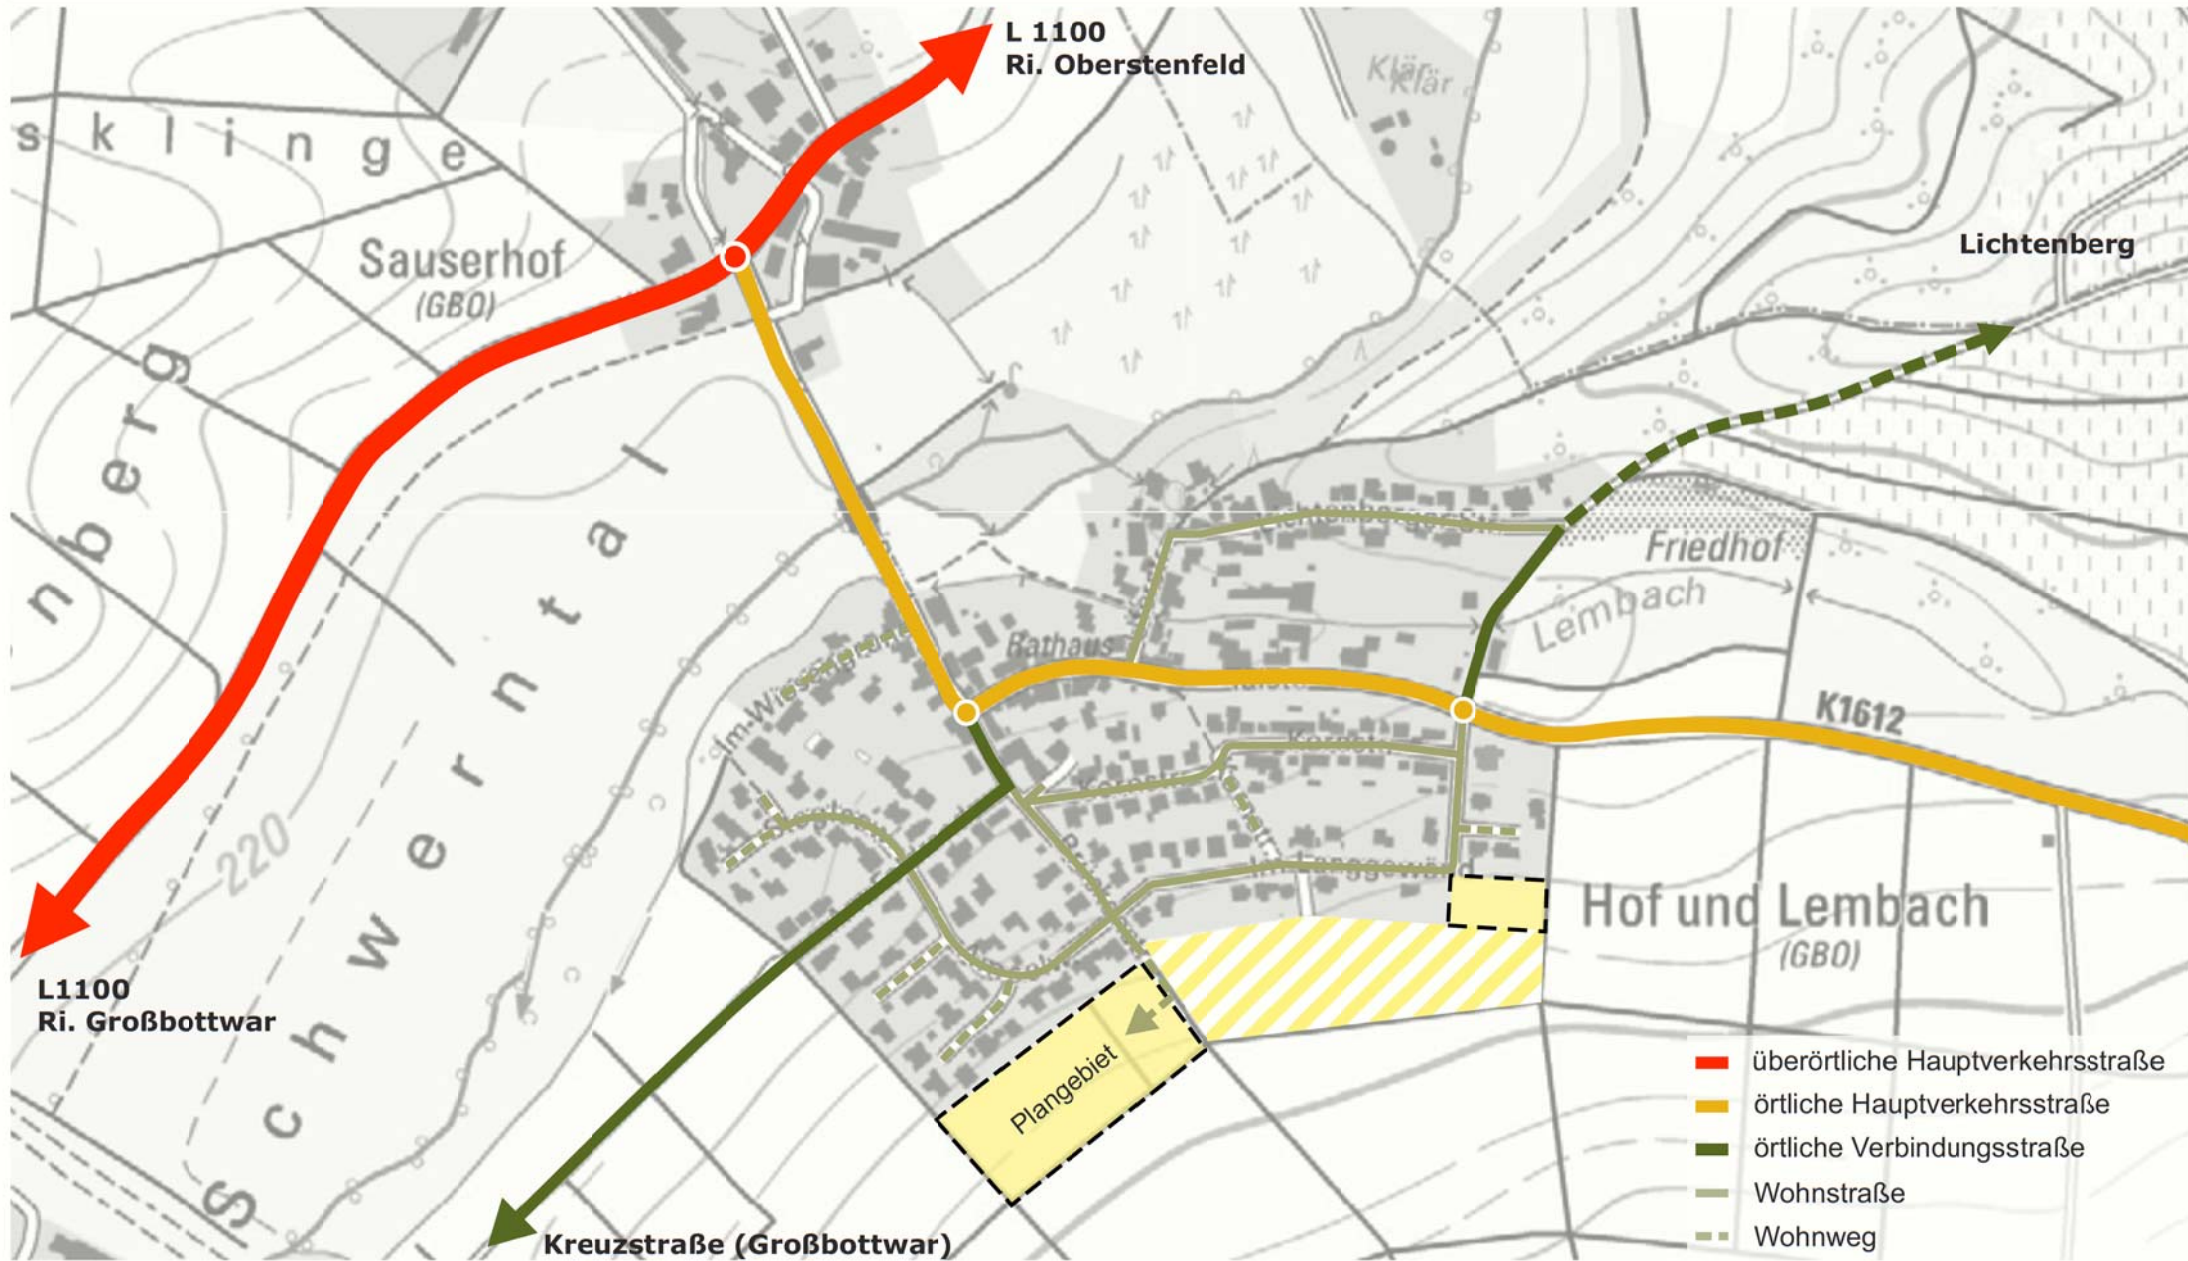 L 1100
Ri. Oberstenfeld
Klär
Klär
sklinge
Sauserhof
(GBO)
Lichtenberg
nberg
Schwerntal
Friedhof
Lembach
Rathaus
Im-Wiesengrund
K1612
220
Hof und Lembach
(GBO)
L1100
Ri. Großbottwar
Plangebiet
Kreuzstraße (Großbottwar)
überörtliche Hauptverkehrsstraße
örtliche Hauptverkehrsstraße
örtliche Verbindungsstraße
Wohnstraße
Wohnweg